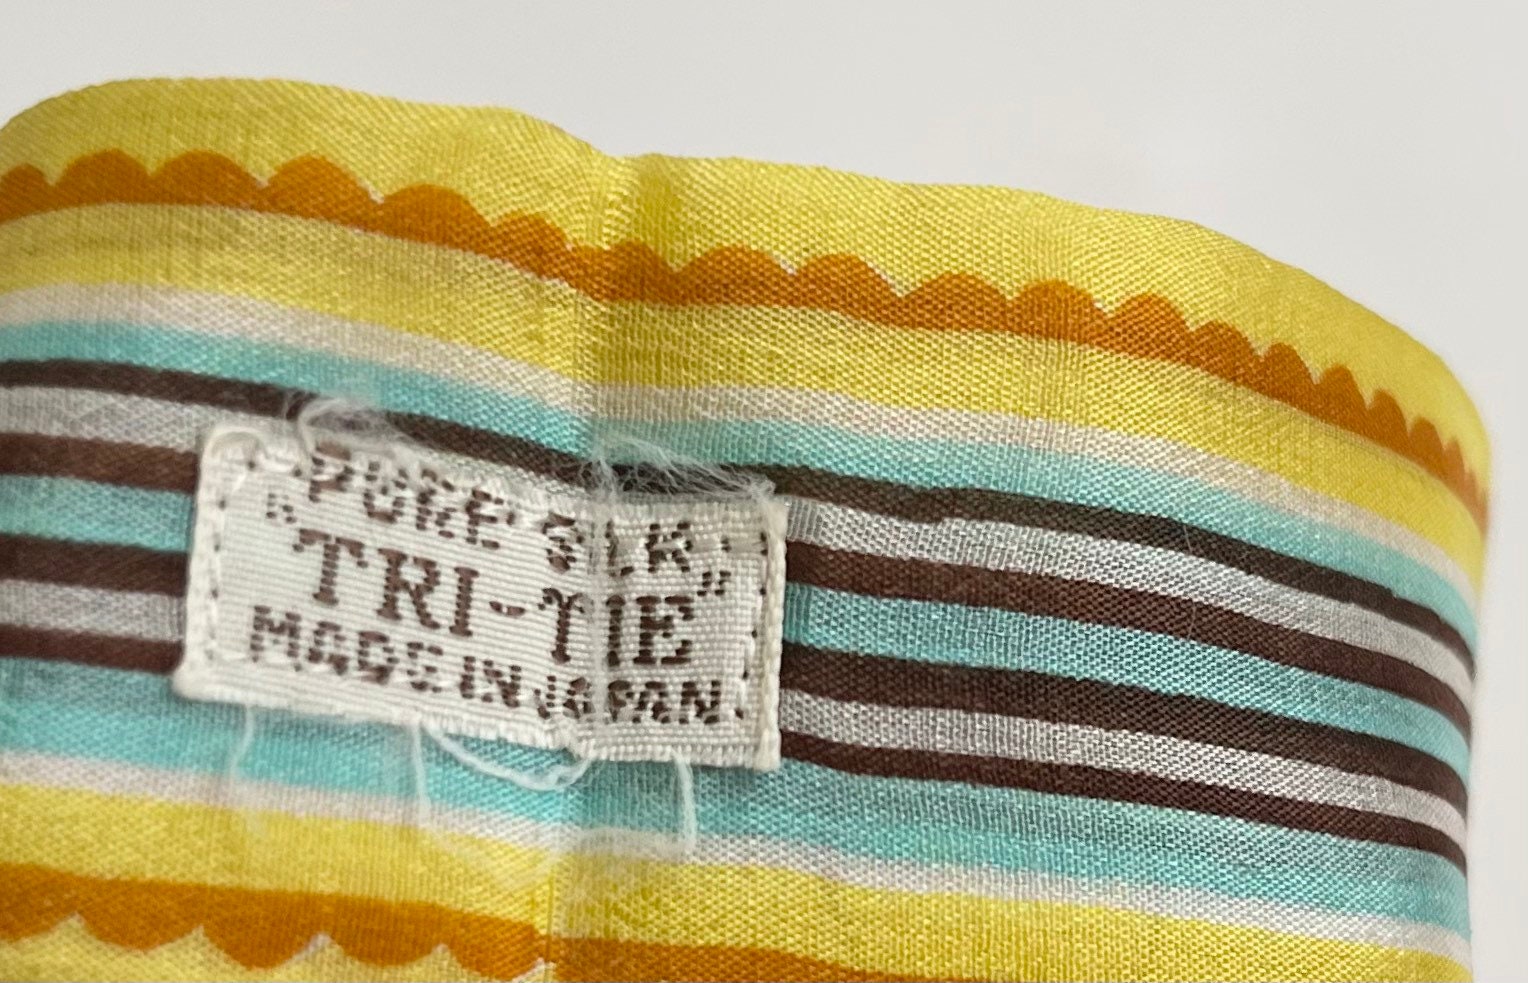 PURE SILK
"TRI-TIE"
MADE IN JAPAN